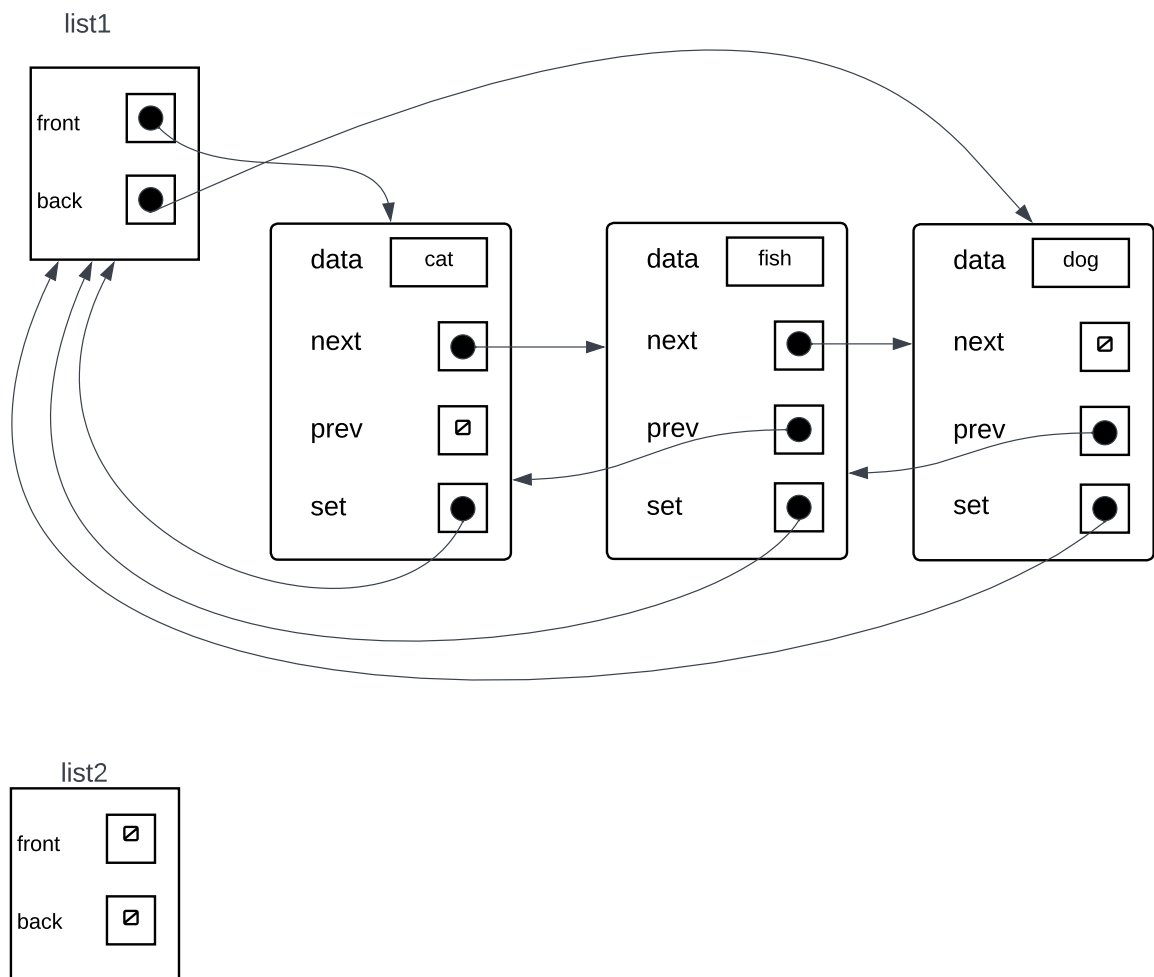 list1
front
back
data cat
next
prev
set
data fish
next
prev
set
data dog
next
prev
set
list2
front
back